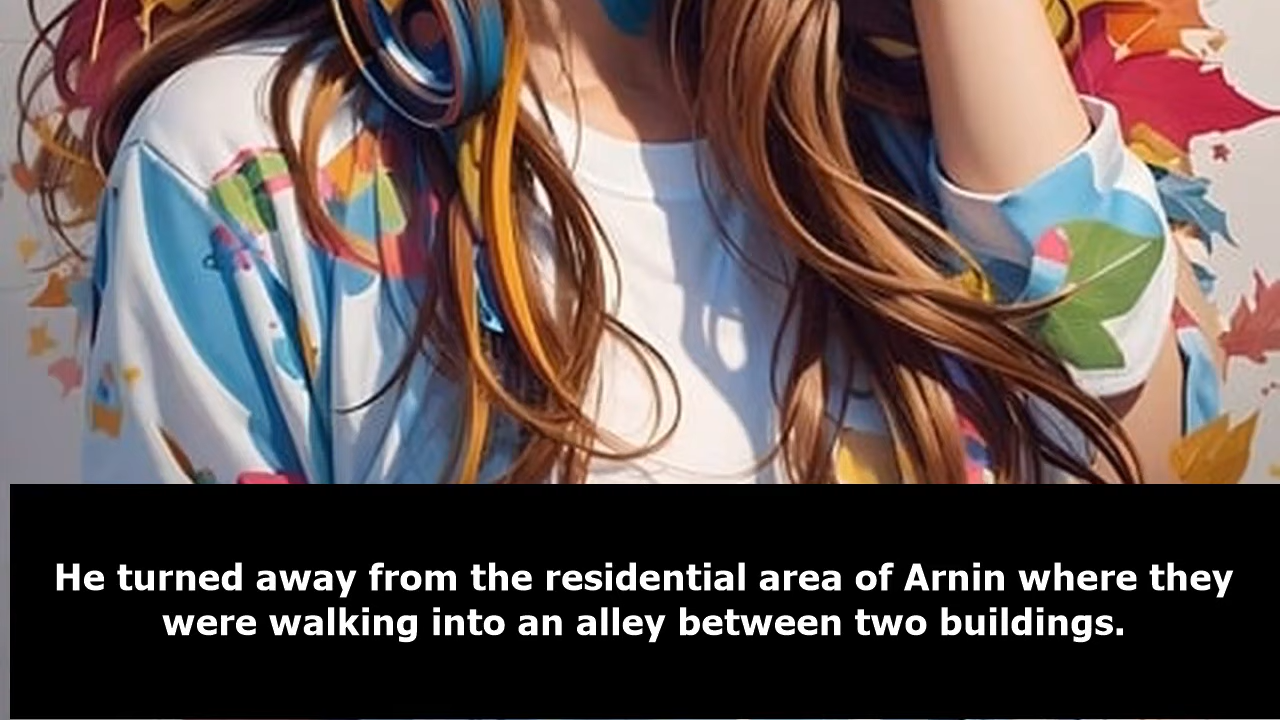 He turned away from the residential area of Arnin where they
were walking into an alley between two buildings.